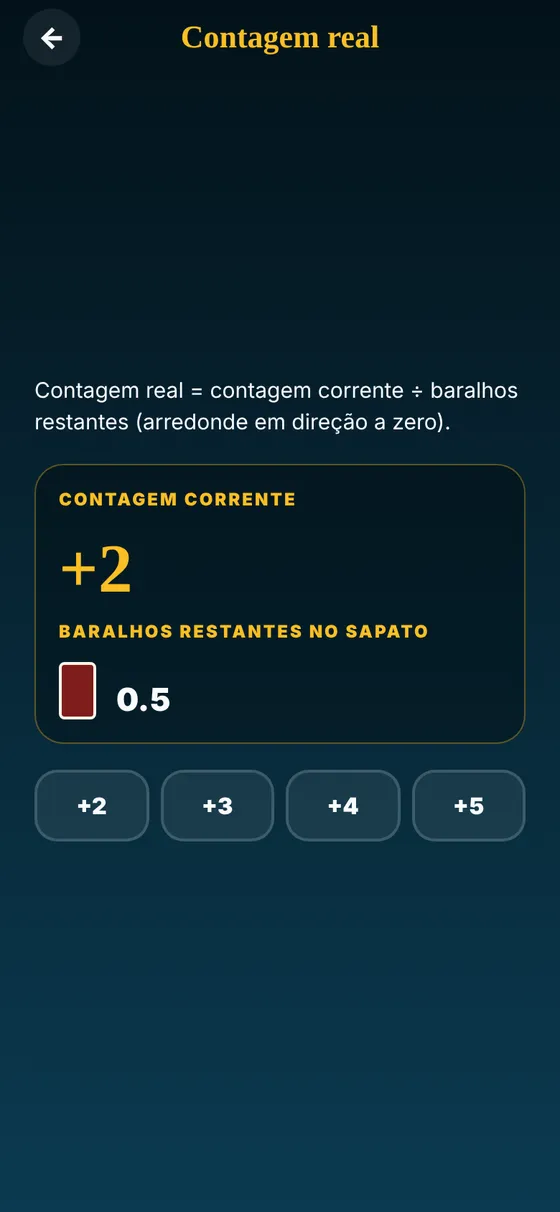 Contagem real
Contagem real = contagem corrente ÷ baralhos
restantes (arredonde em direção a zero).
CONTAGEM CORRENTE
+2
BARALHOS RESTANTES NO SAPATO
0.5
+2 +3 +4 +5